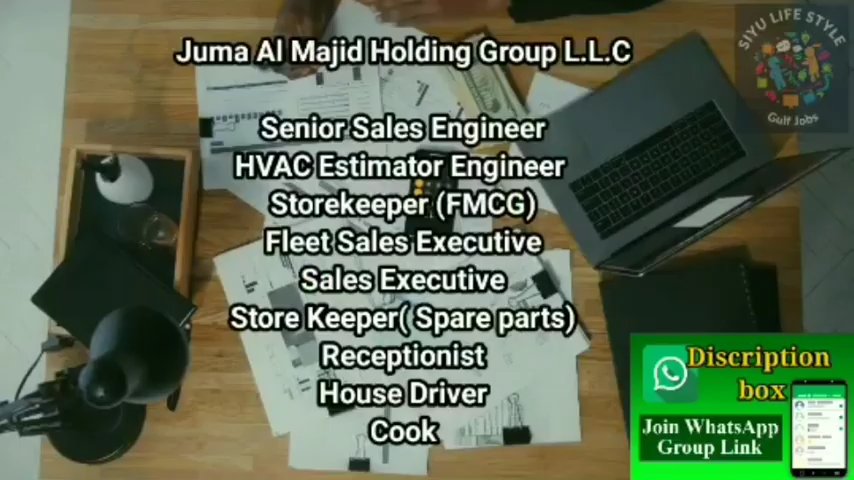 Juma Al Majid Holding Group L.L.C
SIYU LIFE STYLE
Gulf Jobs
Senior Sales Engineer
HVAC Estimator Engineer
Storekeeper (FMCG)
Fleet Sales Executive
Sales Executive
Store Keeper( Spare parts)
Receptionist
House Driver
Cook
Discription
box
Join WhatsApp
Group Link